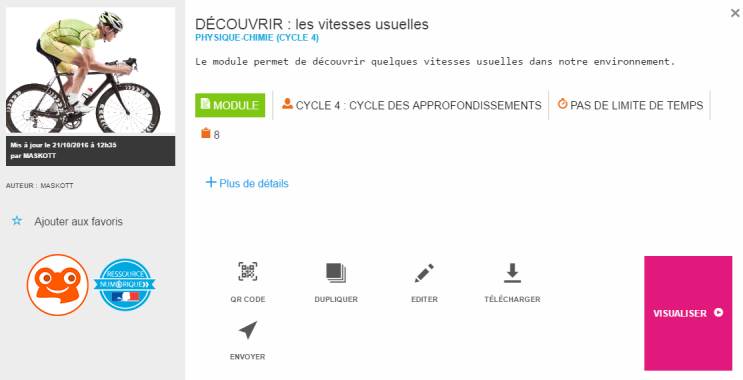 DÉCOUVRIR : les vitesses usuelles
PHYSIQUE-CHIMIE (CYCLE 4)
Le module permet de découvrir quelques vitesses usuelles dans notre environnement.
MODULE
CYCLE 4 : CYCLE DES APPROFONDISSEMENTS
PAS DE LIMITE DE TEMPS
8
Mis à jour le 21/10/2016 à 12h35
par MASKOTT
AUTEUR : MASKOTT
Plus de détails
Ajouter aux favoris
RESSOURCE
NUMÉRIQUE
QR CODE
DUPLIQUER
EDITER
TÉLÉCHARGER
ENVOYER
VISUALISER